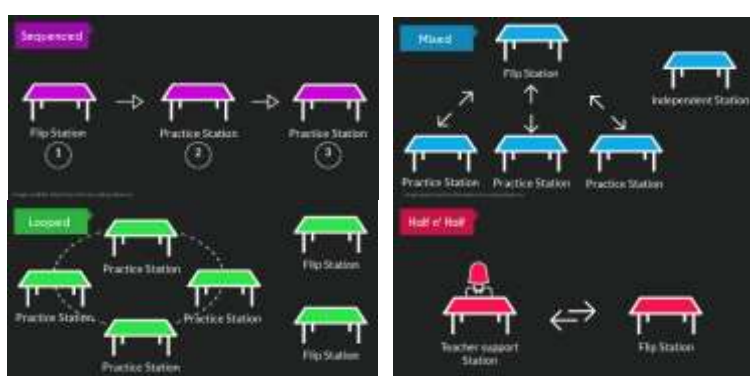 Sequenced
Flip Station
Practice Station
Practice Station
1
2
3
Mixed
Flip Station
Independent Station
Practice Station
Practice Station
Practice Station
Looped
Practice Station
Flip Station
Practice Station
Practice Station
Flip Station
Practice Station
Half n' Half
Teacher support
Station
Flip Station